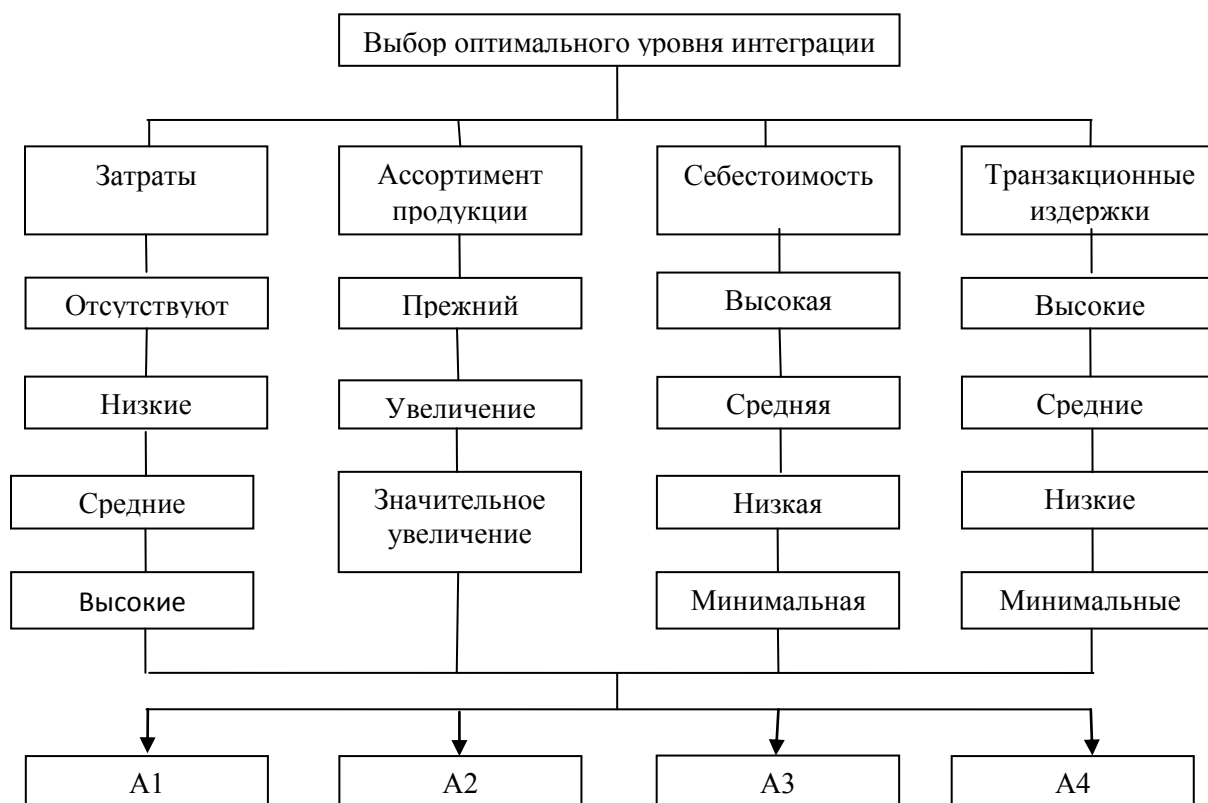 Выбор оптимального уровня интеграции
Затраты
Ассортимент
продукции
Себестоимость
Транзакционные
издержки
Отсутствуют
Прежний
Высокая
Высокие
Низкие
Увеличение
Средняя
Средние
Средние
Значительное
увеличение
Низкая
Низкие
Высокие
Минимальная
Минимальные
А1
А2
А3
А4